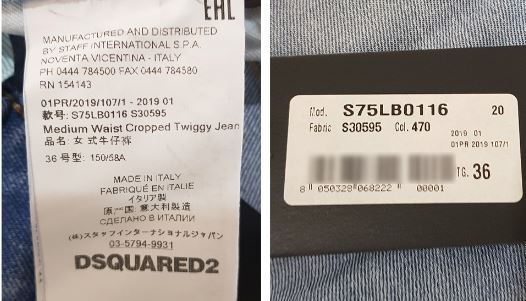 EHL
MANUFACTURED AND DISTRIBUTED
BY STAFF INTERNATIONAL S.P.A.
NOVENTA VICENTINA - ITALY
PH 0444 784500 FAX 0444 784580
RN 154143
01PR/2019/107/1 - 2019 01
款号: S75LB0116 S30595
Medium Waist Cropped Twiggy Jean
品名: 女式牛仔裤
36 号型: 150/58A
MADE IN ITALY
FABRIQUÉ EN ITALIE
イタリア製
原产国: 意大利製造
СДЕЛАНО В ИТАЛИИ
(株)スタッフインターナショナルジャパン
03-5794-9931
DSQUARED2
Mod. S75LB0116 20
Fabric S30595 Col. 470
2019 01
01PR 2019 107/1
TG. 36
8 050328 068222 00001